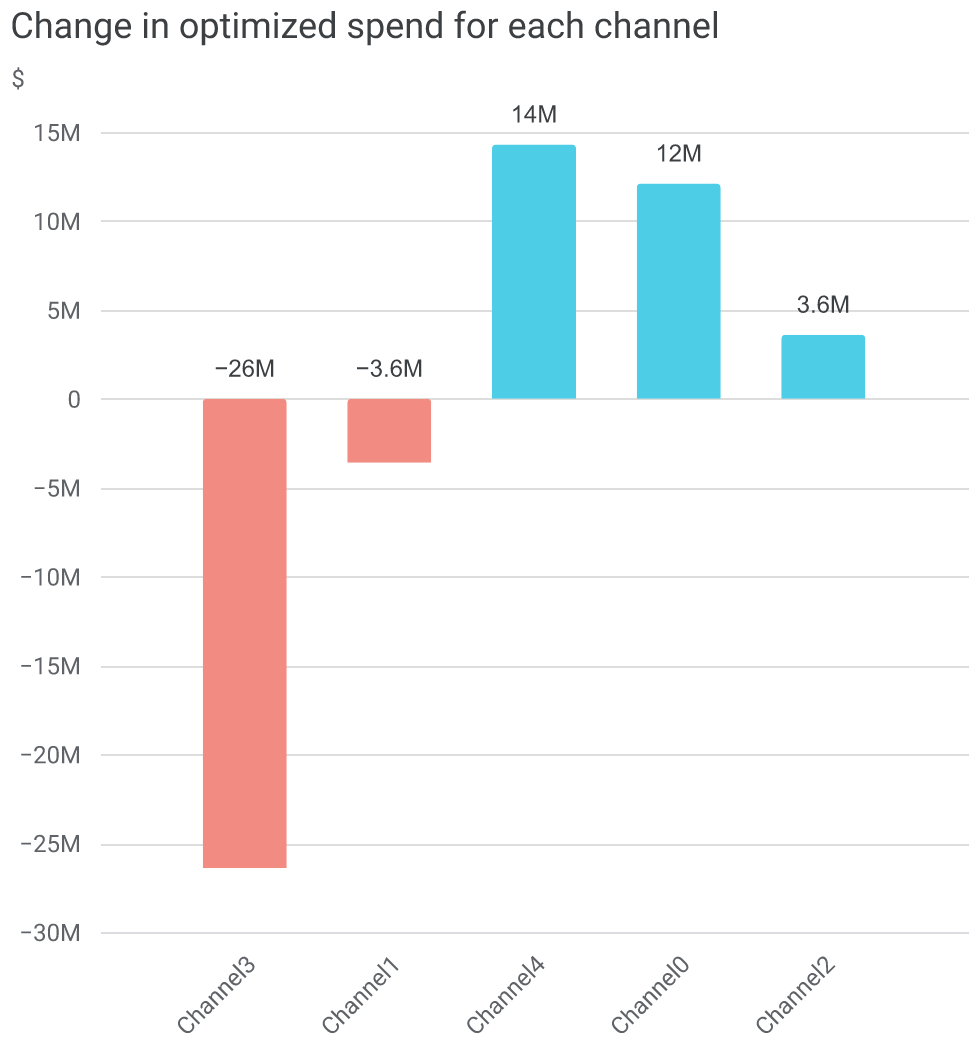 Change in optimized spend for each channel
$
14M
15M
12M
10M
5M
3.6M
−26M
−3.6M
0
−5M
−10M
−15M
−20M
−25M
−30M
Channel3
Channel1
Channel4
Channel0
Channel2